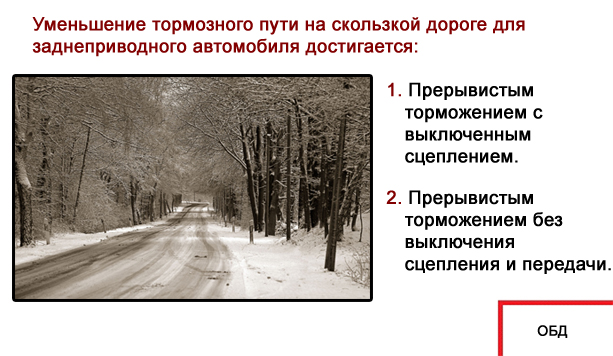 Уменьшение тормозного пути на скользкой дороге для
заднеприводного автомобиля достигается:
1. Прерывистым
торможением с
выключенным
сцеплением.
2. Прерывистым
торможением без
выключения
сцепления и передачи.
ОБД